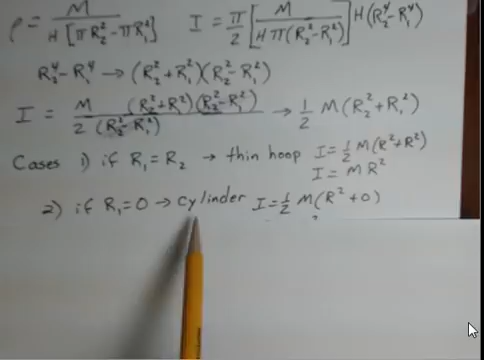 ρ = M / H[πR₂² - πR₁²]   I = π/2 [M / Hπ(R₂² - R₁²)] H(R₂⁴ - R₁⁴)
R₂⁴ - R₁⁴ → (R₂² + R₁²)(R₂² - R₁²)
I = M (R₂² + R₁²)(R₂² - R₁²) / 2 (R₂² - R₁²) → 1/2 M(R₂² + R₁²)
Cases 1) if R₁ = R₂ → thin hoop I = 1/2 M(R² + R²)
I = MR²
2) if R₁ = 0 → cylinder I = 1/2 M(R² + 0)